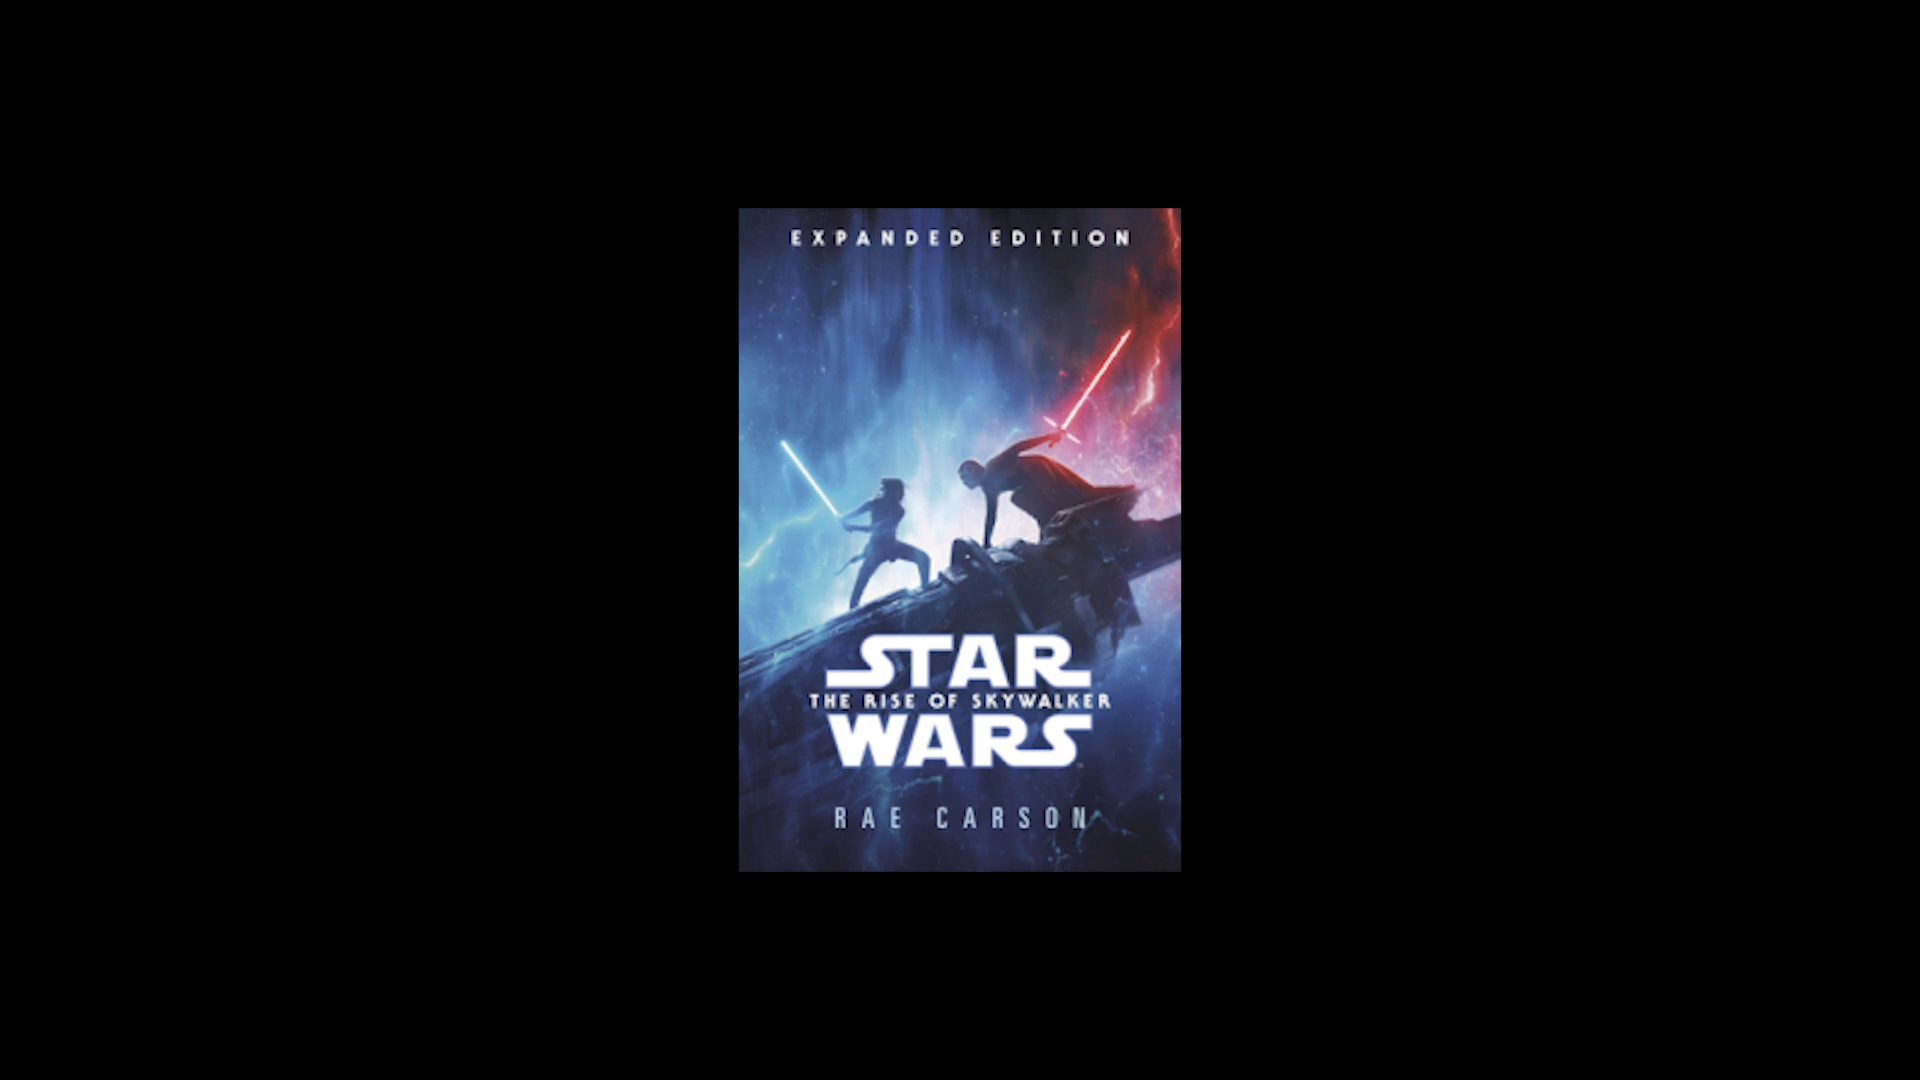 EXPANDED EDITION
STAR
THE RISE OF SKYWALKER
WARS
RAE CARSON